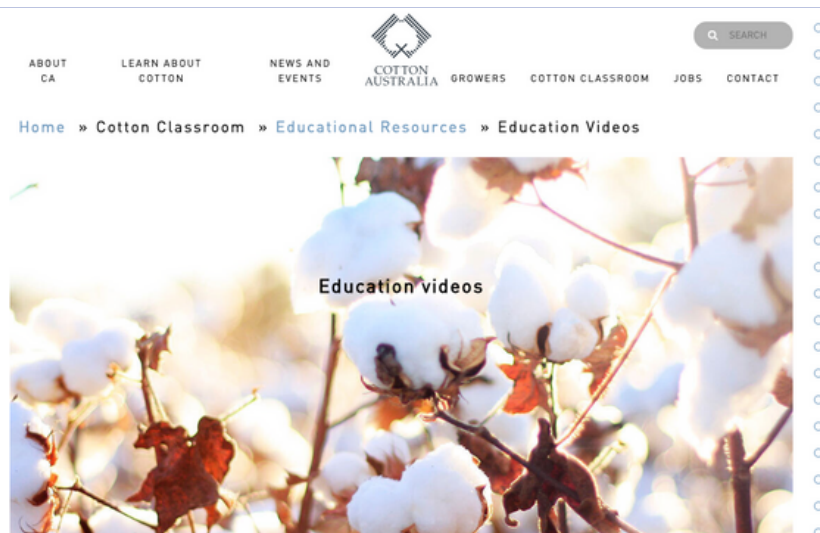 SEARCH
ABOUT
CA
LEARN ABOUT
COTTON
NEWS AND
EVENTS
COTTON
AUSTRALIA
GROWERS
COTTON CLASSROOM
JOBS
CONTACT
Home » Cotton Classroom » Educational Resources » Education Videos
Education videos